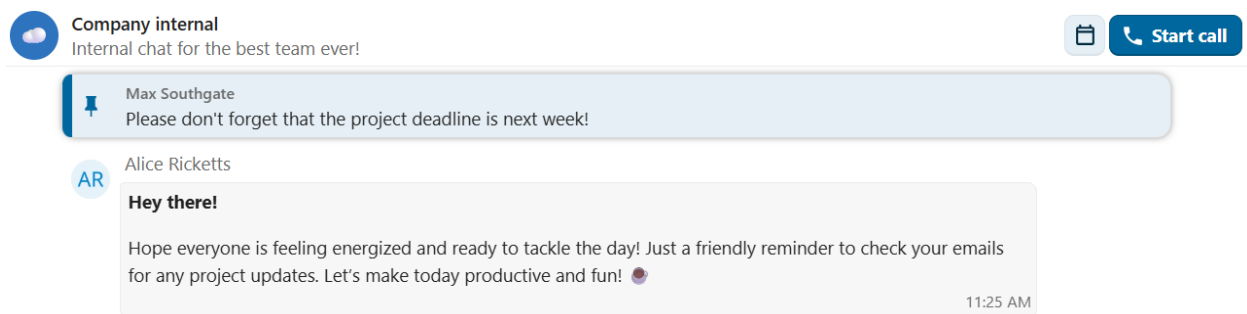 Company internal
Internal chat for the best team ever!
Start call
Max Southgate
Please don't forget that the project deadline is next week!
AR
Alice Ricketts
Hey there!
Hope everyone is feeling energized and ready to tackle the day! Just a friendly reminder to check your emails
for any project updates. Let's make today productive and fun! ☕
11:25 AM